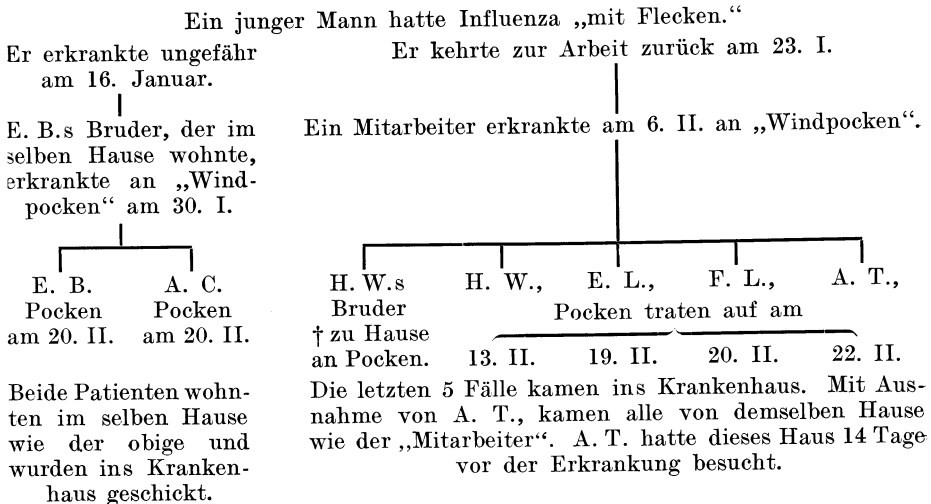 Ein junger Mann hatte Influenza „mit Flecken.“
Er erkrankte ungefähr
am 16. Januar.
E. B.s Bruder, der im
selben Hause wohnte,
erkrankte an „Wind-
pocken“ am 30. I.
E. B.
Pocken
am 20. II.
A. C.
Pocken
am 20. II.
Beide Patienten wohn-
ten im selben Hause
wie der obige und
wurden ins Kranken-
haus geschickt.
Er kehrte zur Arbeit zurück am 23. I.
Ein Mitarbeiter erkrankte am 6. II. an „Windpocken“.
H. W.s
Bruder
† zu Hause
an Pocken.
H. W., E. L., F. L., A. T.,
Pocken traten auf am
13. II. 19. II. 20. II. 22. II.
Die letzten 5 Fälle kamen ins Krankenhaus. Mit Aus-
nahme von A. T., kamen alle von demselben Hause
wie der „Mitarbeiter“. A. T. hatte dieses Haus 14 Tage
vor der Erkrankung besucht.